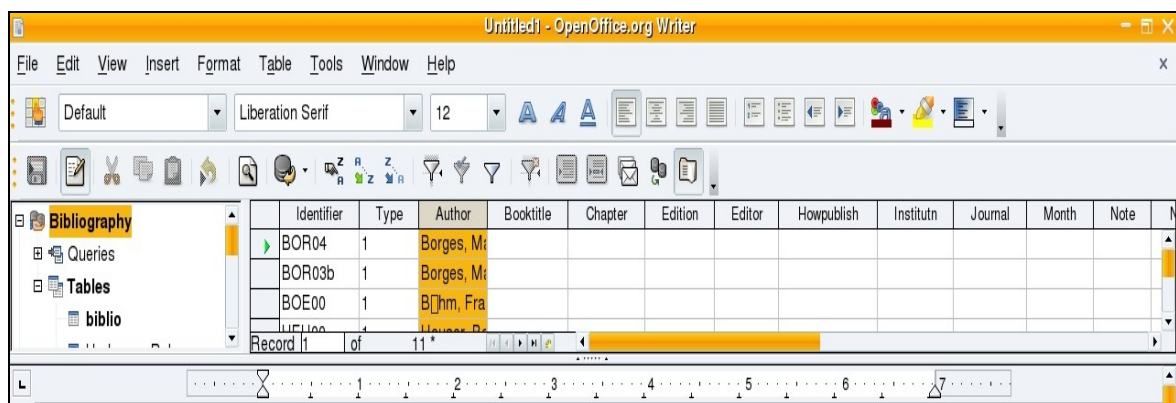 Untitled1 - OpenOffice.org Writer
File Edit View Insert Format Table Tools Window Help x
Default Liberation Serif 12
Identifier Type Author Booktitle Chapter Edition Editor Howpublish Institutn Journal Month Note
Bibliography
BOR04 1 Borges, Ma
Queries
BOR03b 1 Borges, Ma
Tables
BOE00 1 B▯hm, Fra
biblio
Record 1 of 11 *
1 2 3 4 5 6 7